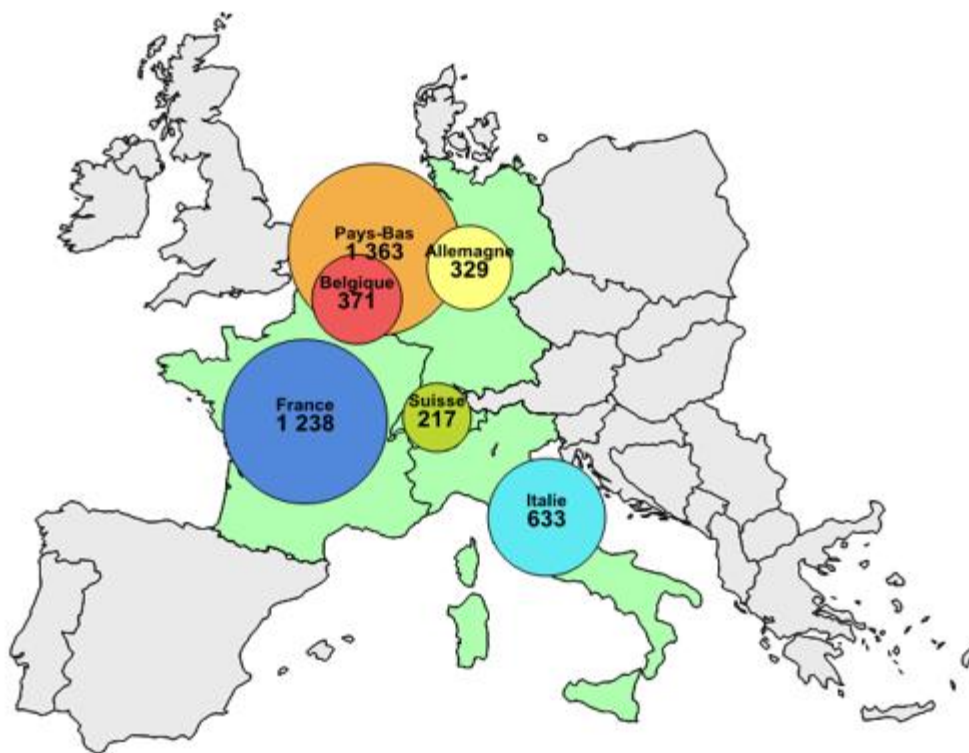 Pays-Bas
1 363
Allemagne
329
Belgique
371
France
1 238
Suisse
217
Italie
633